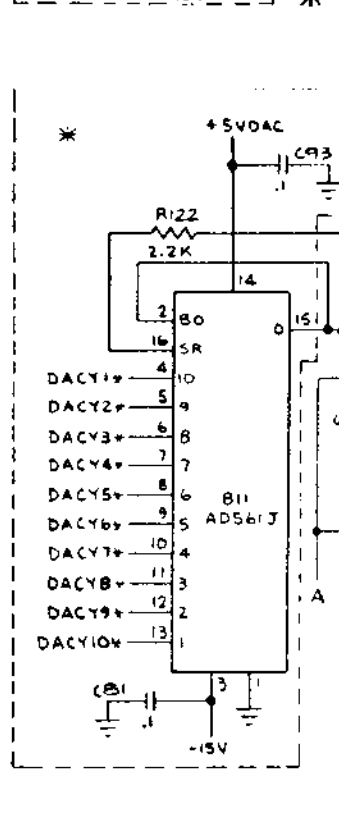 *
*
+5VDAC
C93
.1
R122
2.2K
14
2 BO
O 15
16 SR
DACY1* 4 10
DACY2* 5 9
DACY3* 6 8
DACY4* 7 7
DACY5* 8 6
DACY6* 9 5
DACY7* 10 4
DACY8* 11 3
DACY9* 12 2
DACY10* 13 1
B11
AD561J
A
C81
.1
3
1
-15V